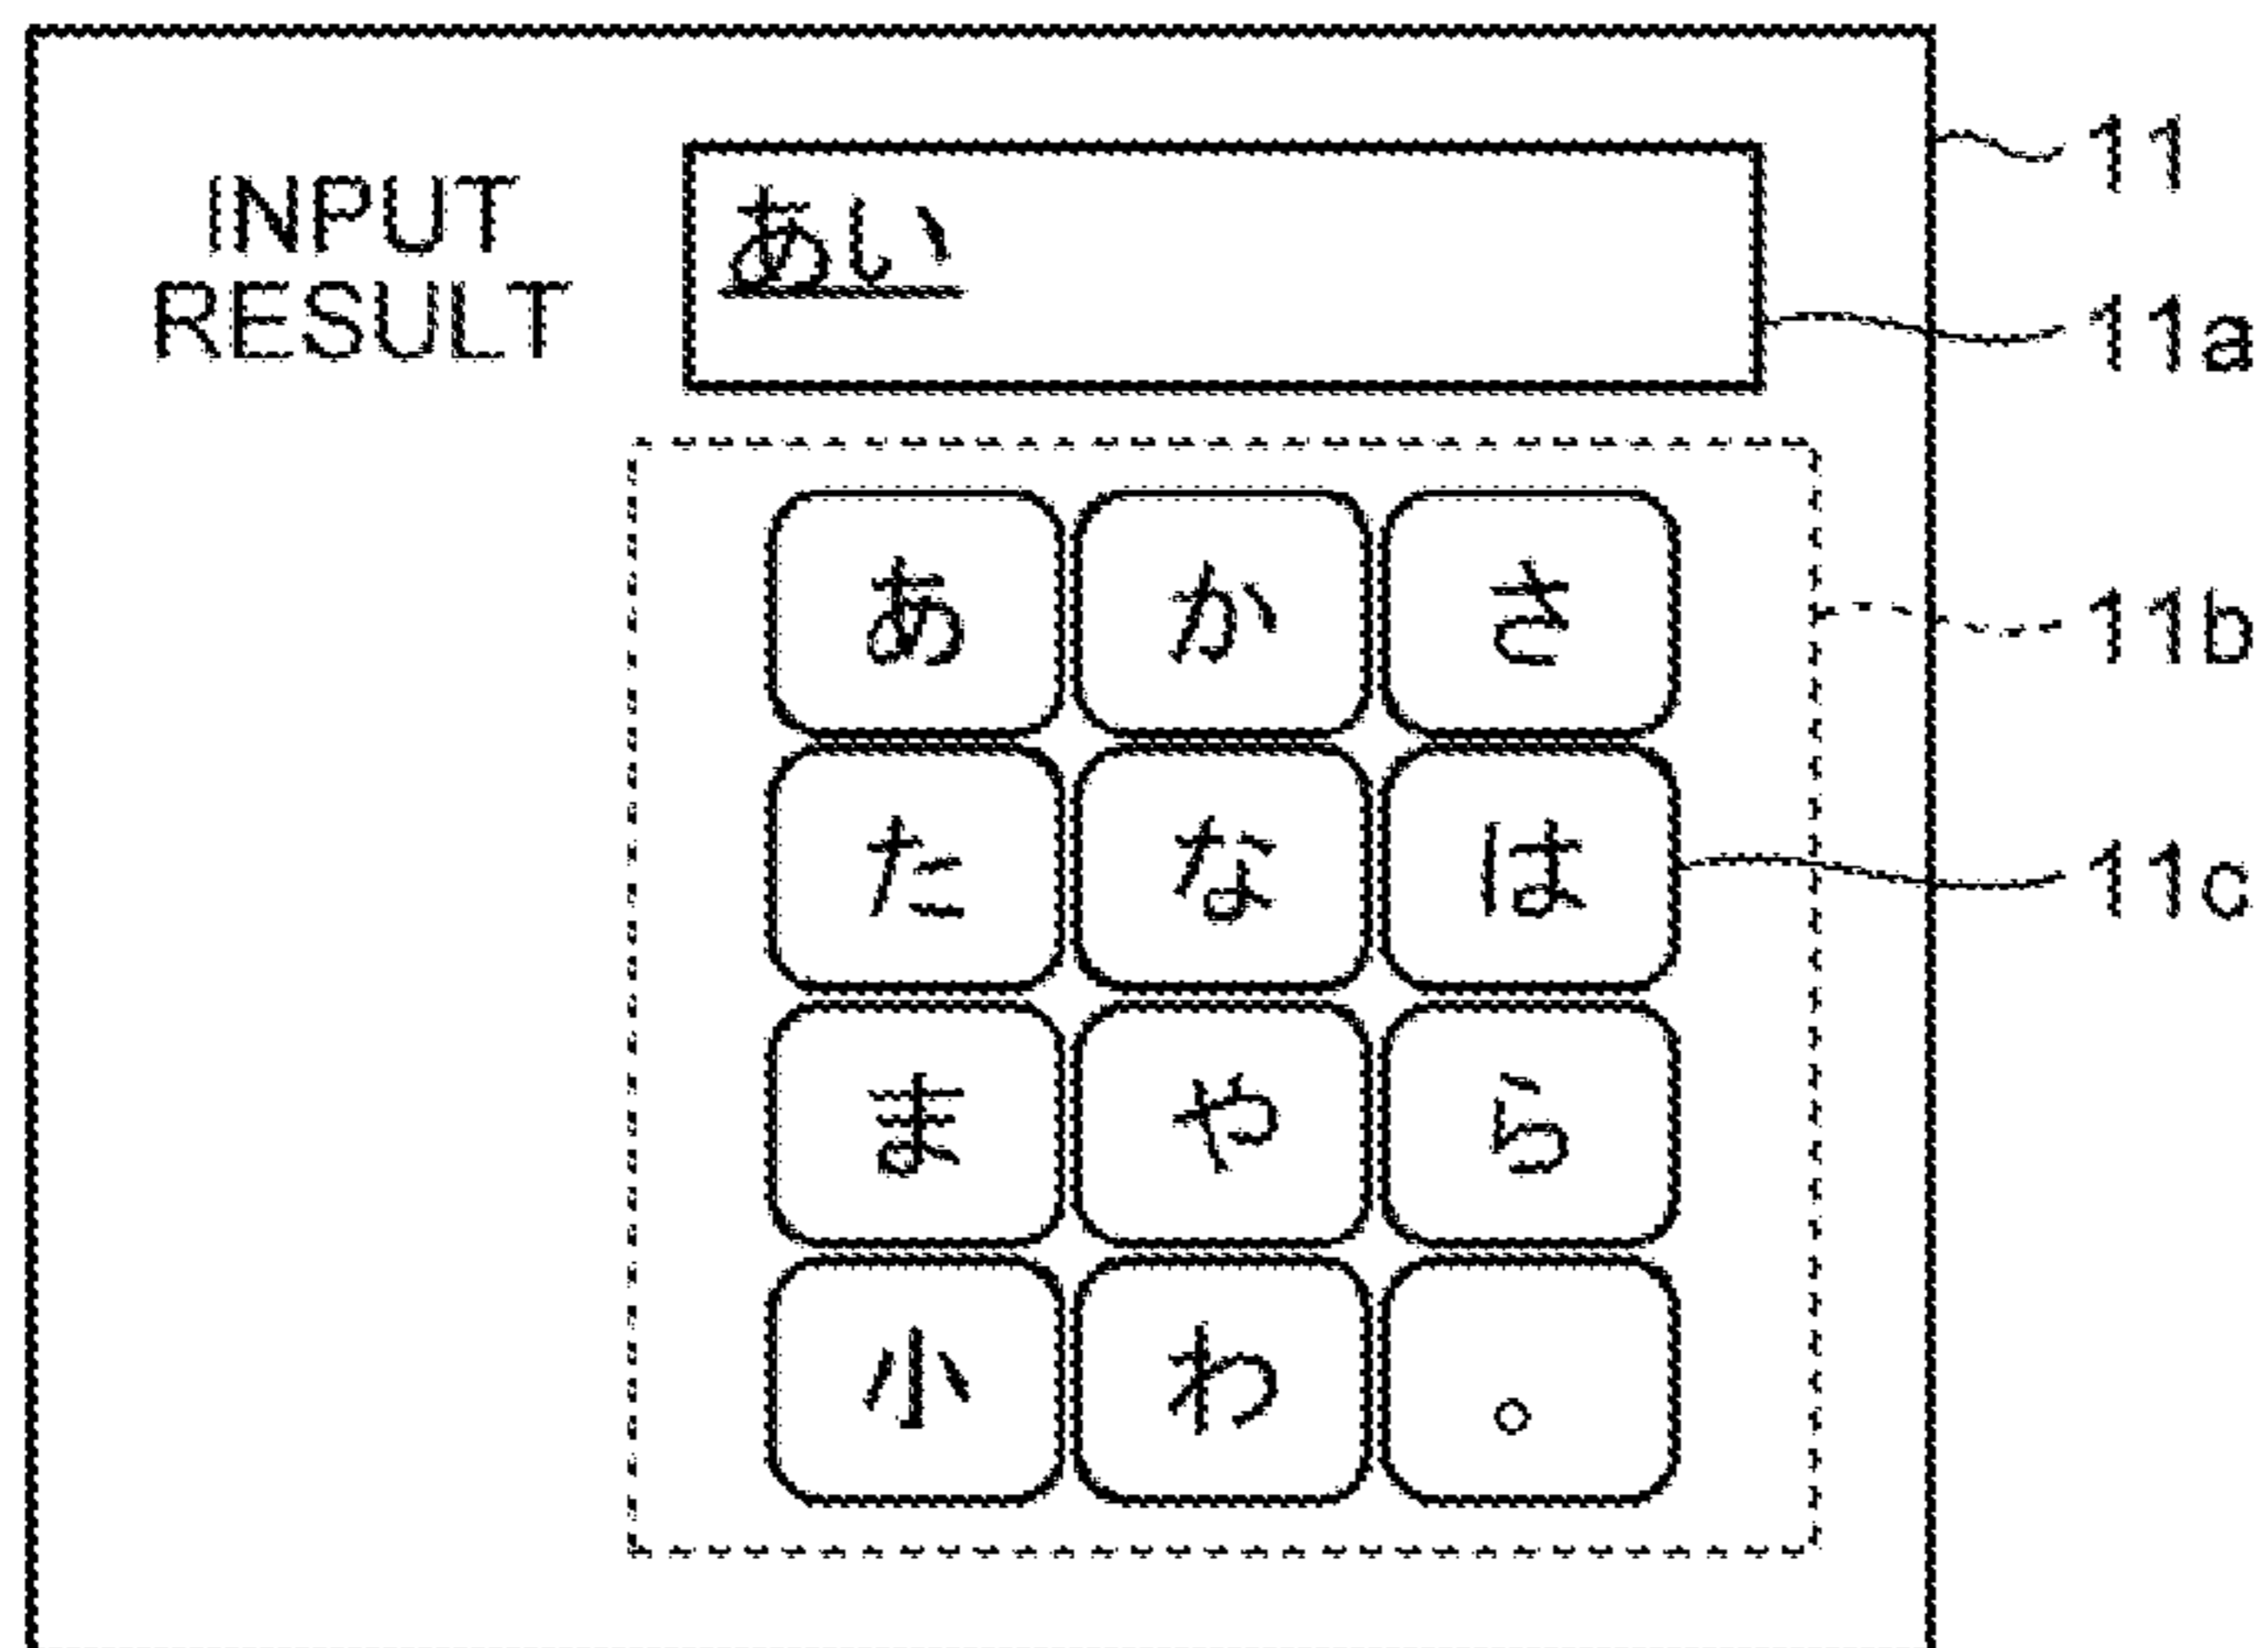 INPUT RESULT
あい
11
11a
あ か さ
11b
た な は
11c
ま や ら
小 わ 。